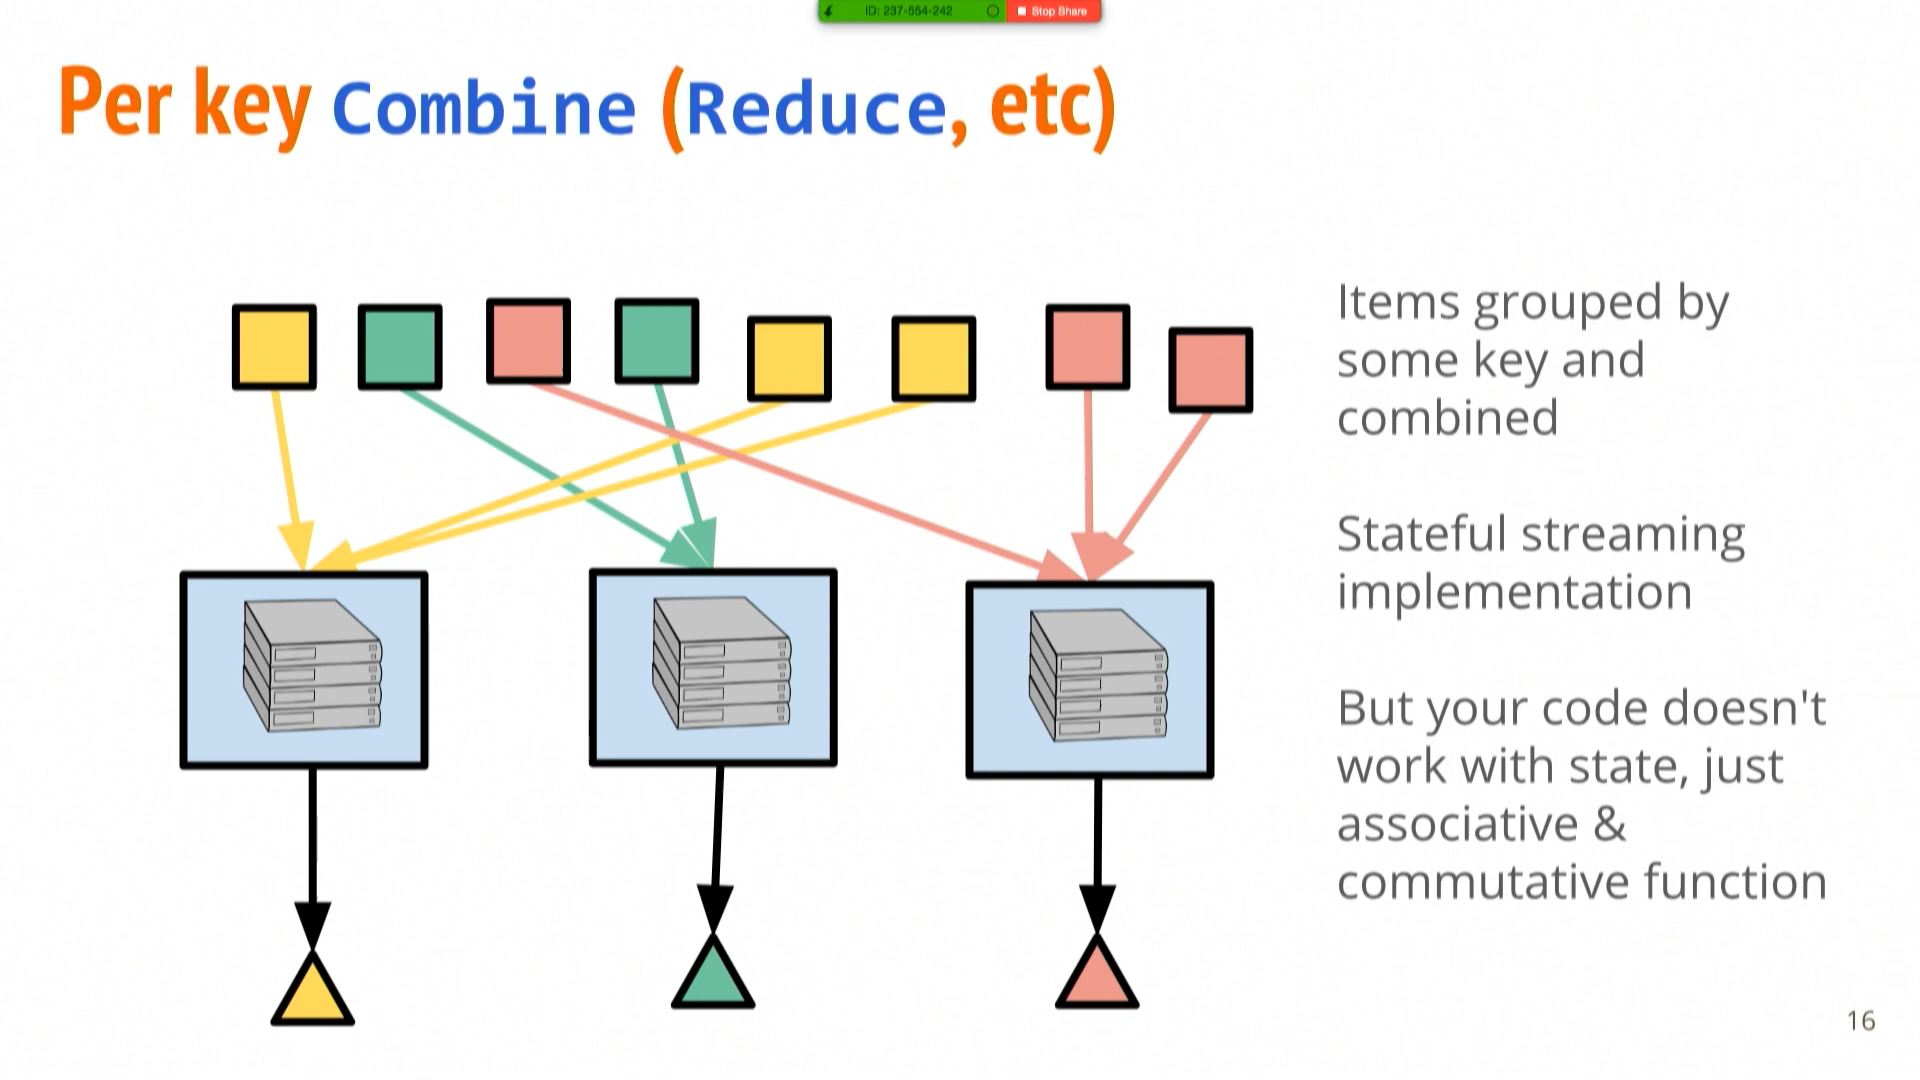 ID: 237-554-242
Stop Share
Per key Combine (Reduce, etc)
Items grouped by
some key and
combined
Stateful streaming
implementation
But your code doesn't
work with state, just
associative &
commutative function
16